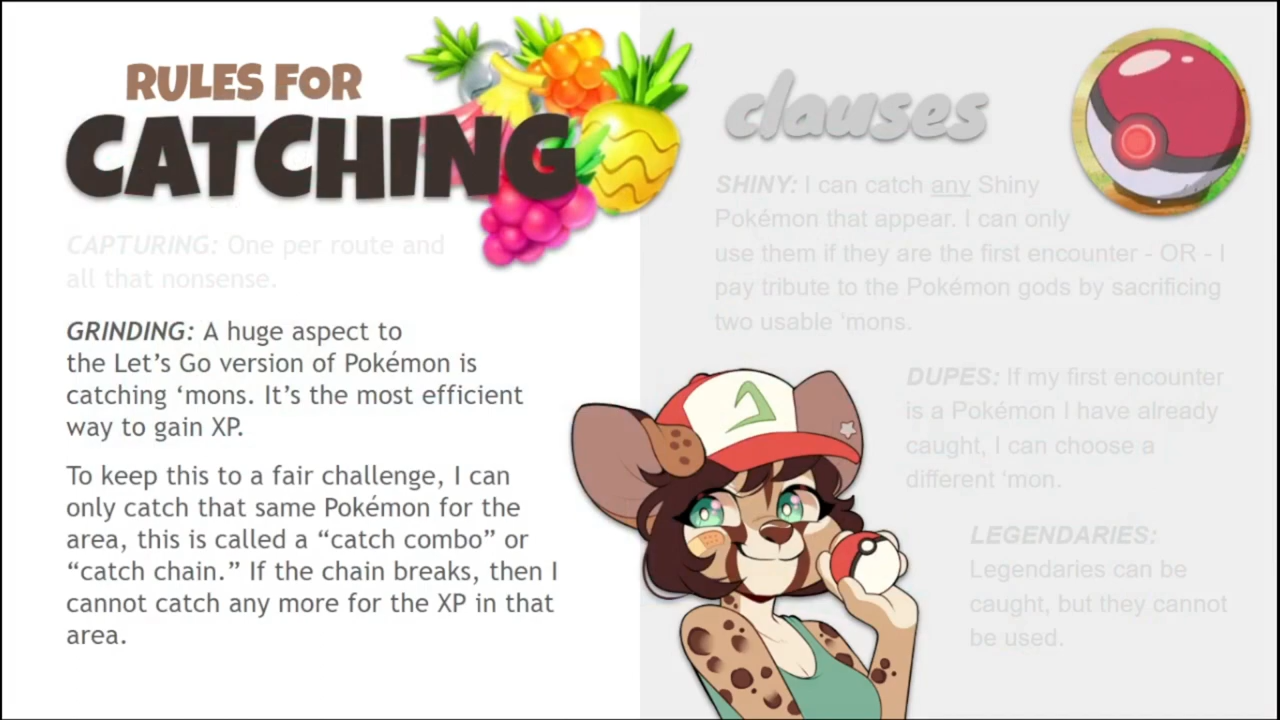 RULES FOR
CATCHING
CAPTURING: One per route and
all that nonsense.
GRINDING: A huge aspect to
the Let’s Go version of Pokémon is
catching ‘mons. It’s the most efficient
way to gain XP.
To keep this to a fair challenge, I can
only catch that same Pokémon for the
area, this is called a “catch combo” or
“catch chain.” If the chain breaks, then I
cannot catch any more for the XP in that
area.
clauses
SHINY: I can catch any Shiny
Pokémon that appear. I can only
use them if they are the first encounter - OR - I
pay tribute to the Pokémon gods by sacrificing
two usable ‘mons.
DUPES: If my first encounter
is a Pokémon I have already
caught, I can choose a
different ‘mon.
LEGENDARIES:
Legendaries can be
caught, but they cannot
be used.